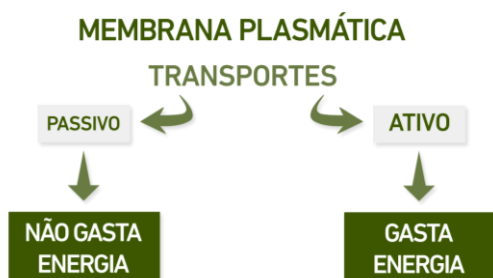 MEMBRANA PLASMÁTICA
TRANSPORTES
PASSIVO
ATIVO
NÃO GASTA
ENERGIA
GASTA
ENERGIA